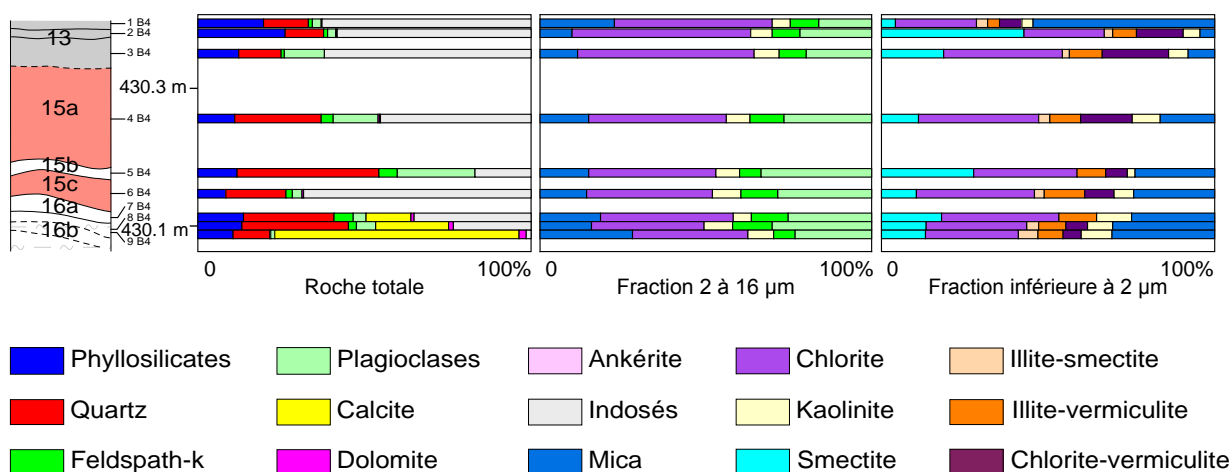 13
1 B4
2 B4
3 B4
430.3 m
15a
4 B4
15b
5 B4
15c
6 B4
16a
7 B4
8 B4
430.1 m
16b
9 B4
0 100%
Roche totale
0 100%
Fraction 2 à 16 µm
0 100%
Fraction inférieure à 2 µm
Phyllosilicates Plagioclases Ankérite Chlorite Illite-smectite
Quartz Calcite Indosés Kaolinite Illite-vermiculite
Feldspath-k Dolomite Mica Smectite Chlorite-vermiculite